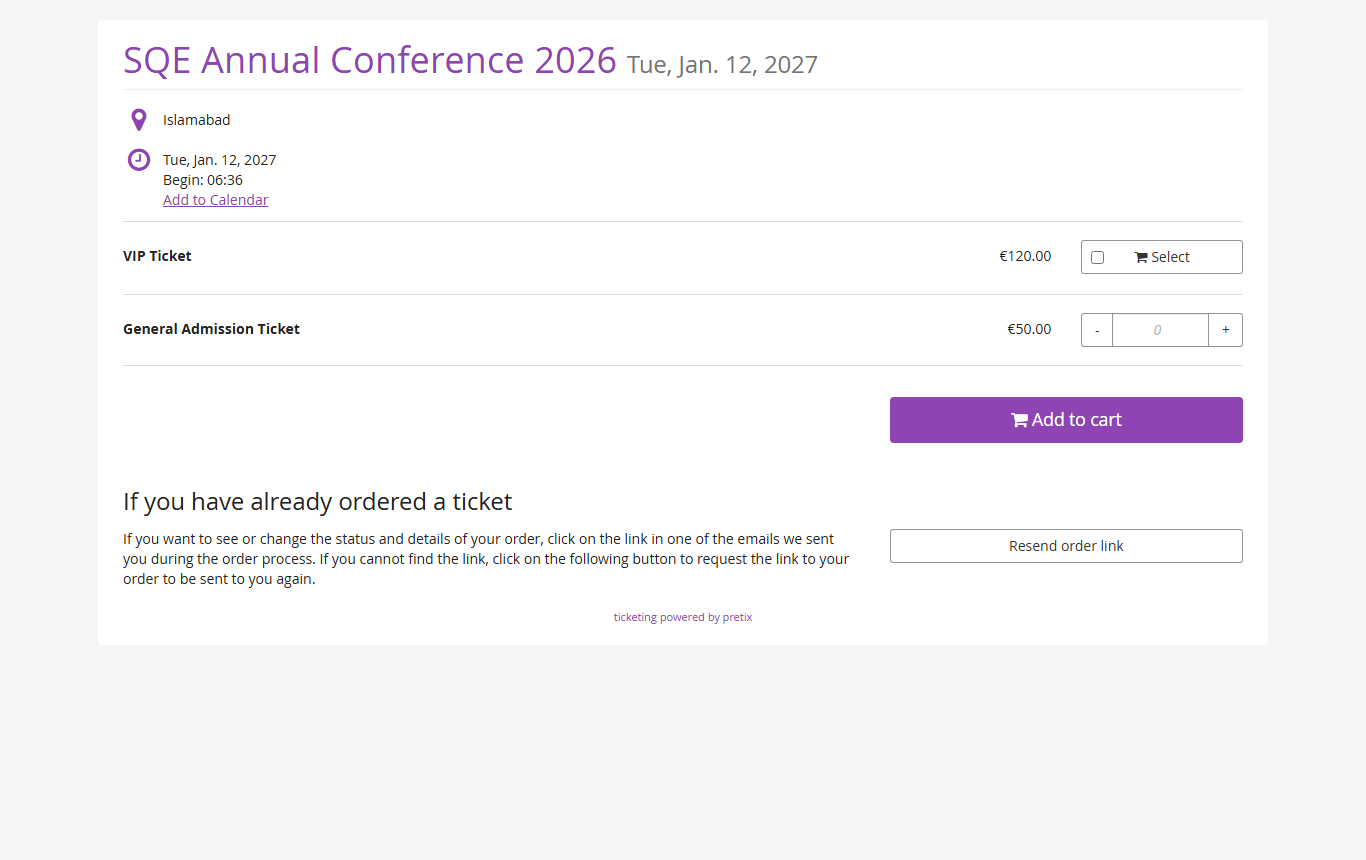 SQE Annual Conference 2026 Tue, Jan. 12, 2027
Islamabad
Tue, Jan. 12, 2027
Begin: 06:36
Add to Calendar
VIP Ticket €120.00 Select
General Admission Ticket €50.00 - 0 +
Add to cart
If you have already ordered a ticket
If you want to see or change the status and details of your order, click on the link in one of the emails we sent
you during the order process. If you cannot find the link, click on the following button to request the link to your
order to be sent to you again.
Resend order link
ticketing powered by pretix